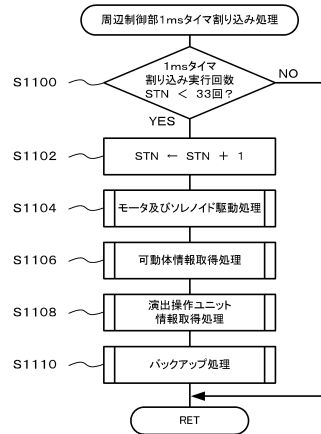 周辺制御部1msタイマ割り込み処理
1msタイマ
割り込み実行回数
STN < 33回?
S1100
NO
YES
S1102
STN ← STN + 1
S1104
モータ及びソレノイド駆動処理
S1106
可動体情報取得処理
S1108
演出操作ユニット
情報取得処理
S1110
バックアップ処理
RET